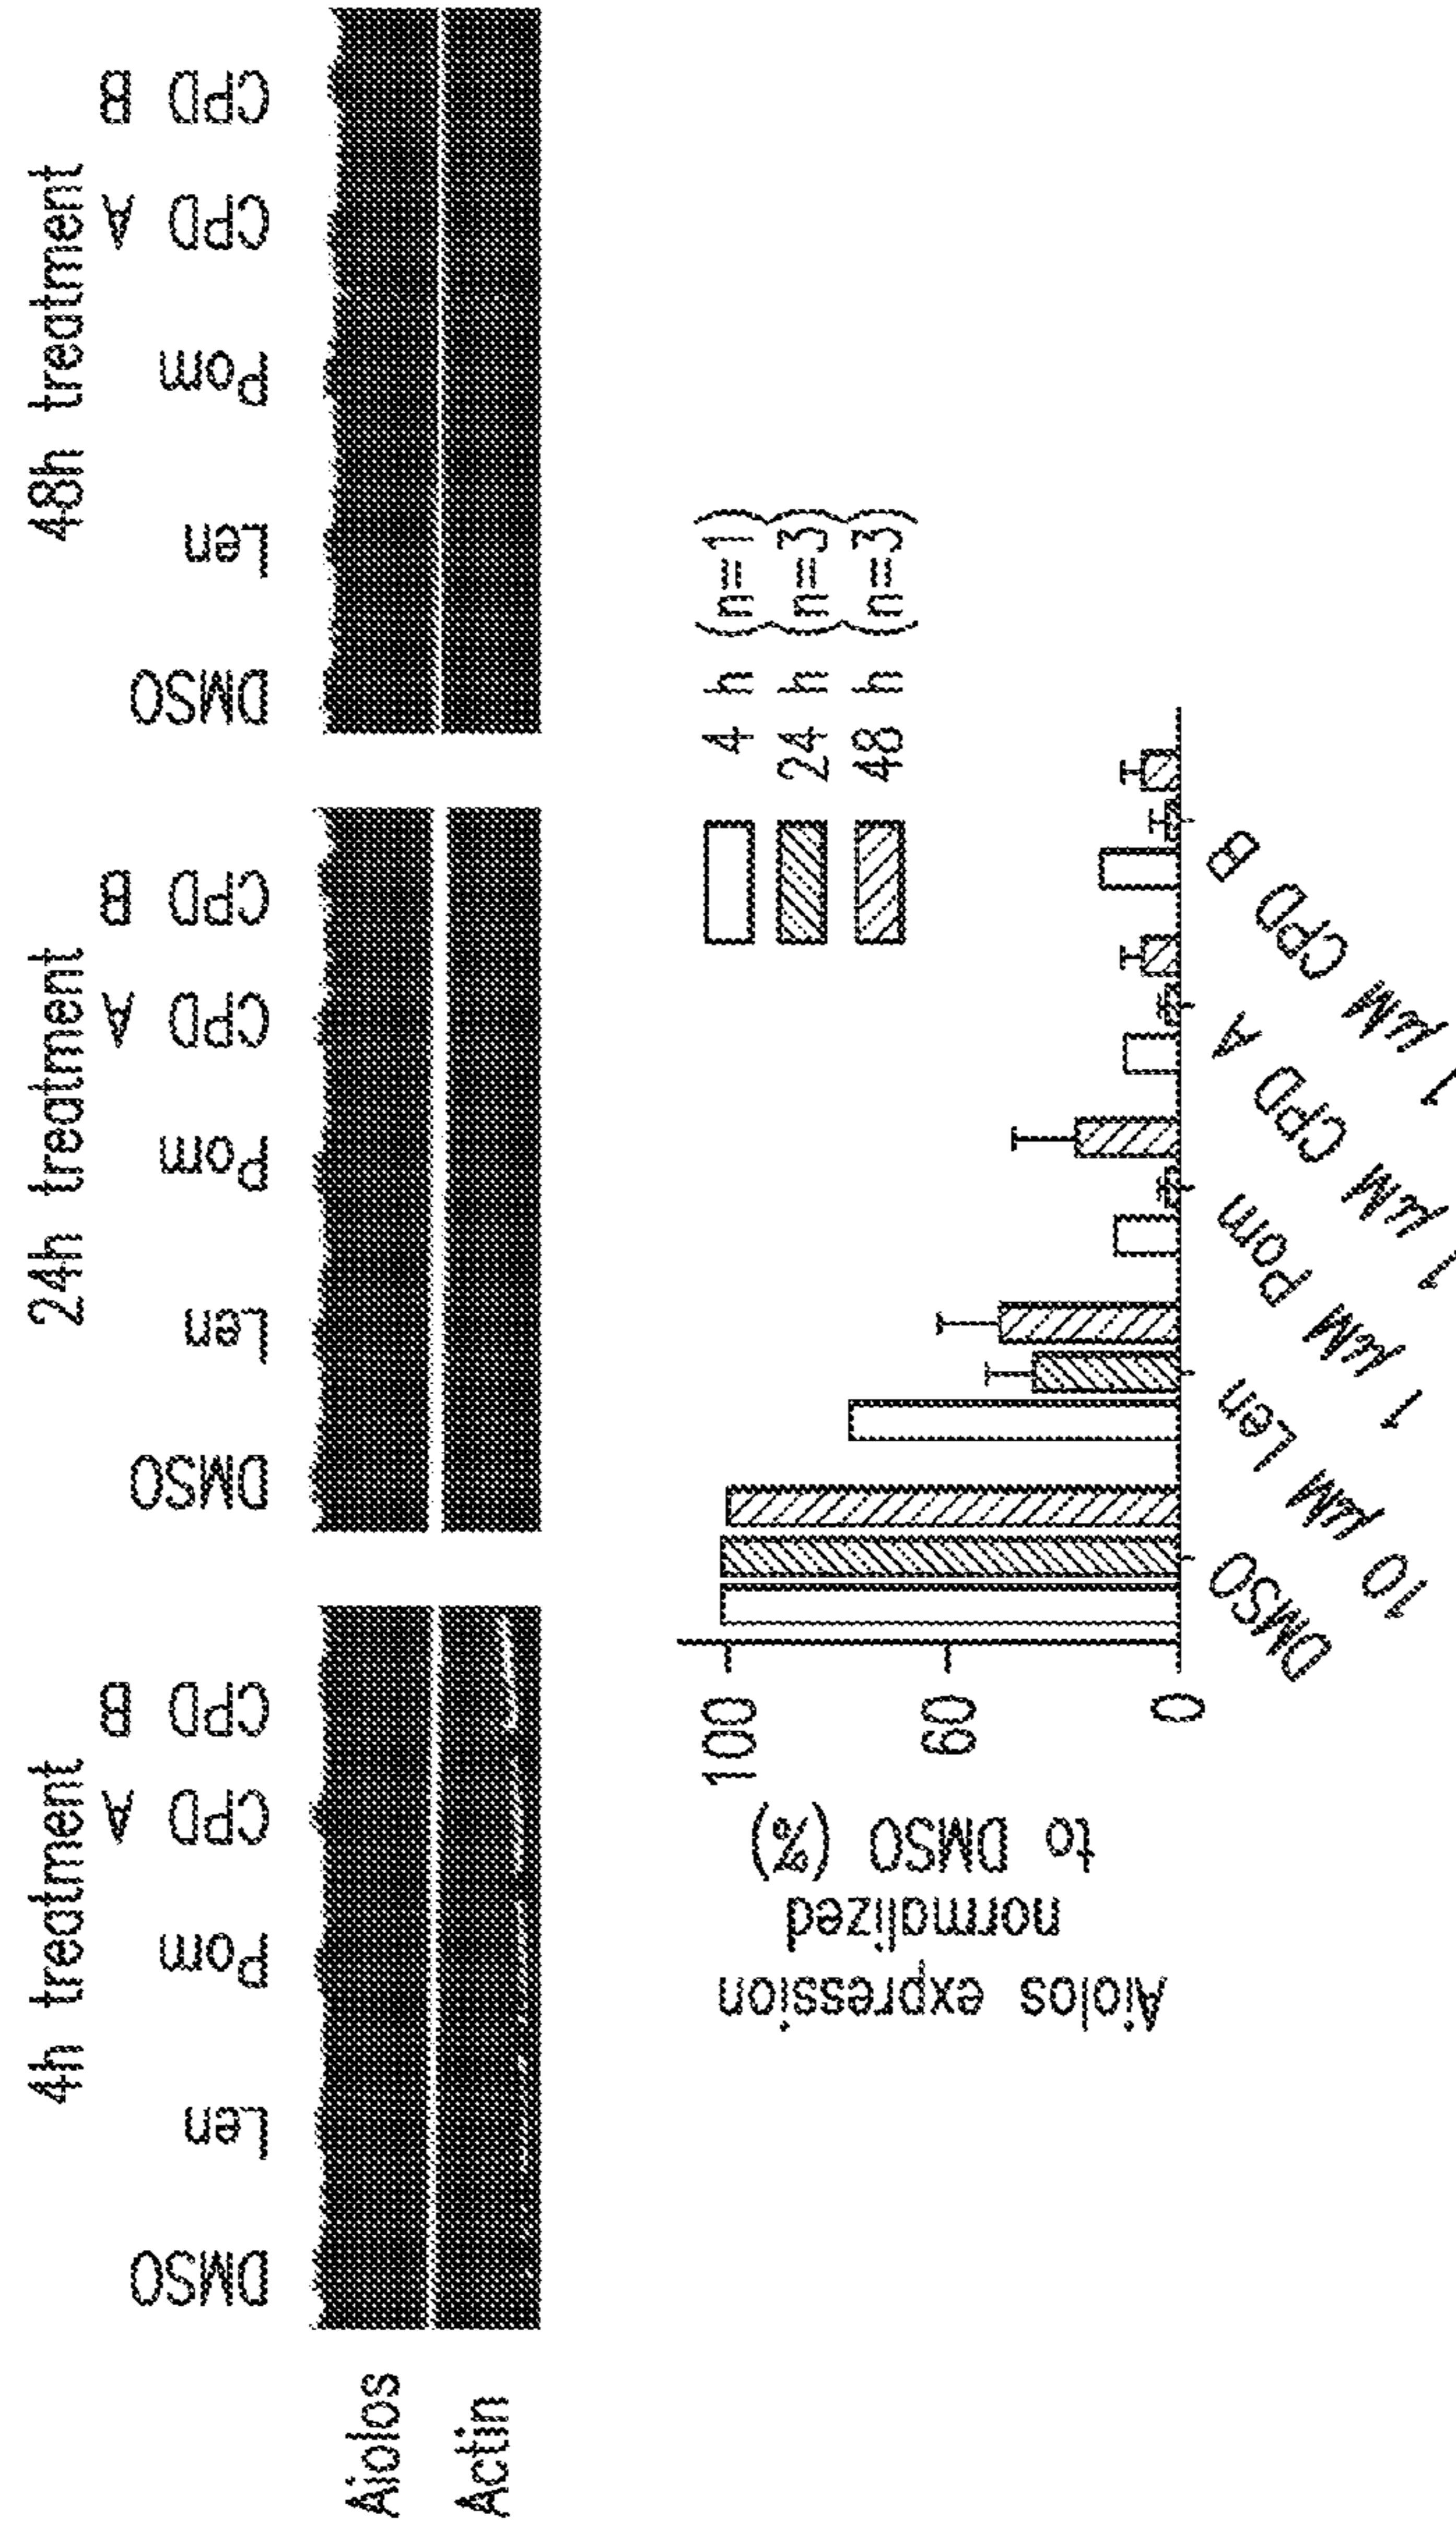 4h treatment
24h treatment
48h treatment
DMSO Len Pom CPD A CPD B
DMSO Len Pom CPD A CPD B
DMSO Len Pom CPD A CPD B
Aiolos
Actin
Aiolos expression
normalized
to DMSO (%)
100
60
0
4 h (n=1)
24 h (n=3)
48 h (n=3)
DMSO
10 µM Len
1 µM Pom
1 µM CPD A
1 µM CPD B